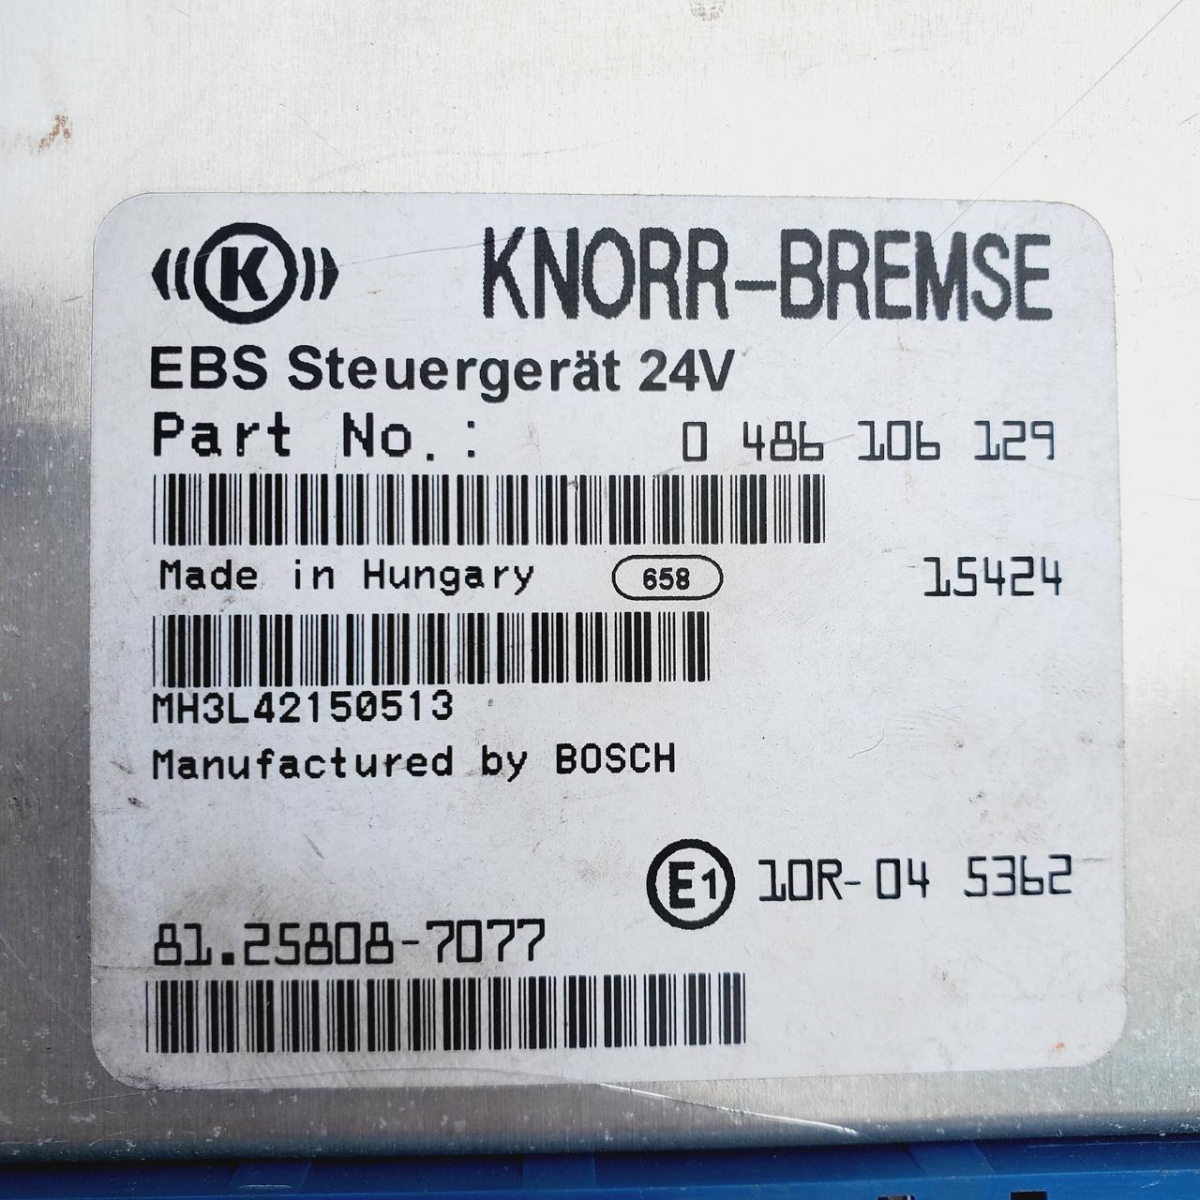 K KNORR-BREMSE
EBS Steuergerät 24V
Part No.: 0 486 106 129
Made in Hungary 658 15424
MH3L42150513
Manufactured by BOSCH
E1 10R-04 5362
81.25808-7077